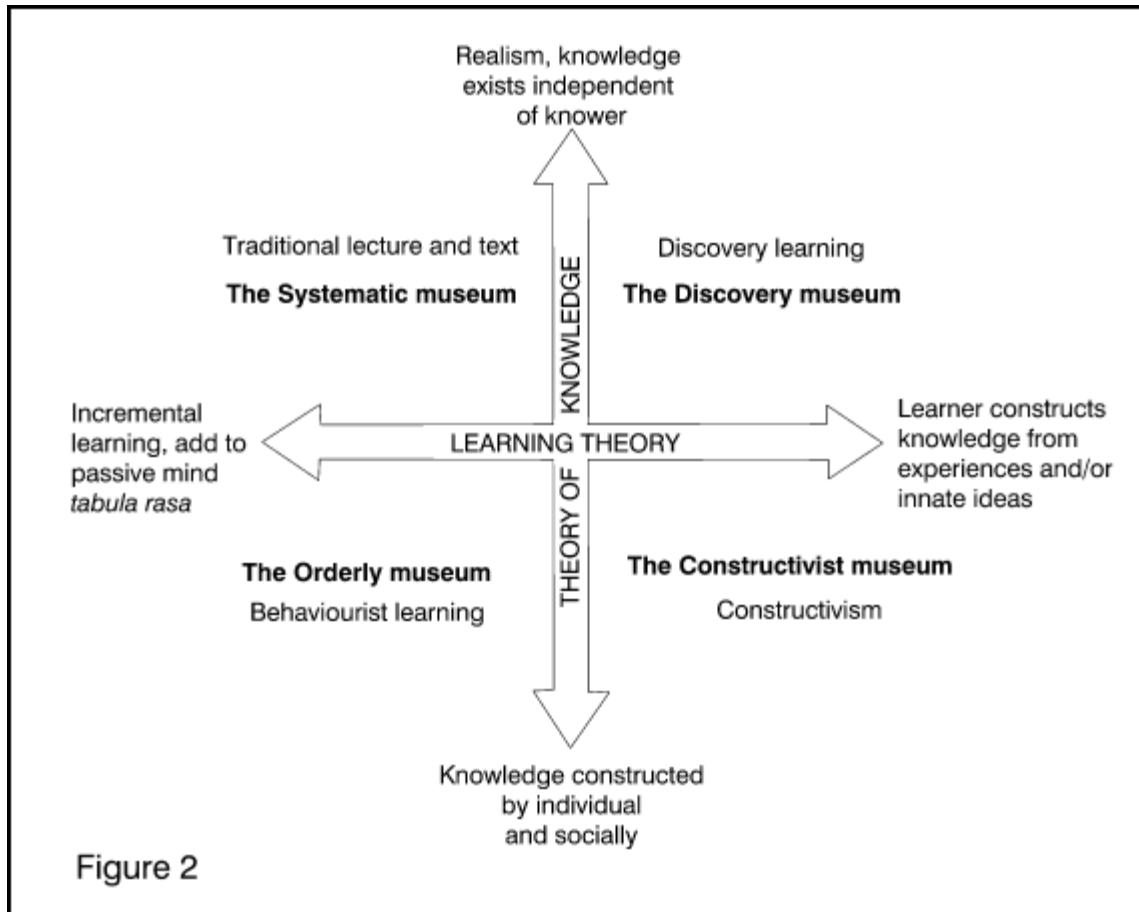 Realism, knowledge
exists independent
of knower
Traditional lecture and text
The Systematic museum
Discovery learning
The Discovery museum
THEORY OF KNOWLEDGE
Incremental
learning, add to
passive mind
tabula rasa
LEARNING THEORY
Learner constructs
knowledge from
experiences and/or
innate ideas
The Orderly museum
Behaviourist learning
The Constructivist museum
Constructivism
Knowledge constructed
by individual
and socially
Figure 2